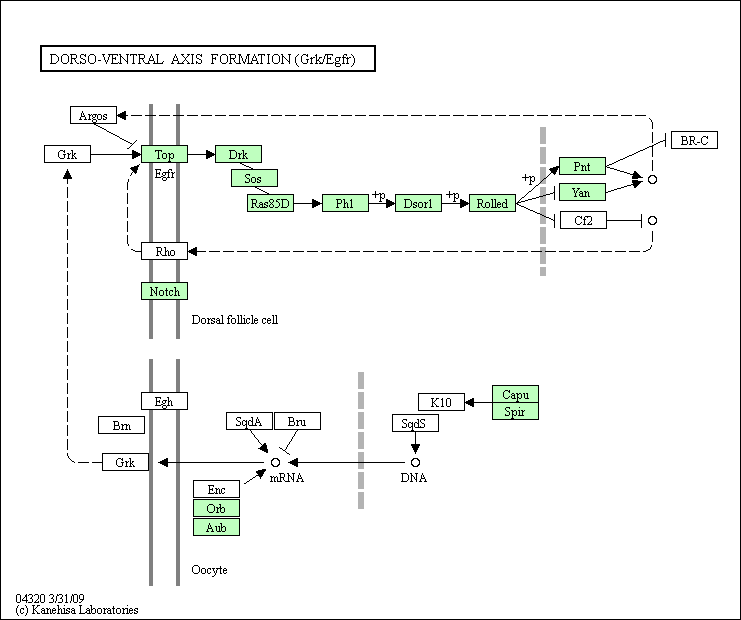 DORSO-VENTRAL AXIS FORMATION (Grk/Egfr)
Argos
BR-C
Grk
Top
Drk
Pnt
Egfr
Sos
+p
Yan
Ras85D
Ph1
+p
Dsor1
+p
Rolled
Cf2
Rho
Notch
Dorsal follicle cell
Egh
K10
Capu
Spir
Brn
SqdA
Bru
SqdS
Grk
mRNA
DNA
Enc
Orb
Aub
Oocyte
04320 3/31/09
(c) Kanehisa Laboratories